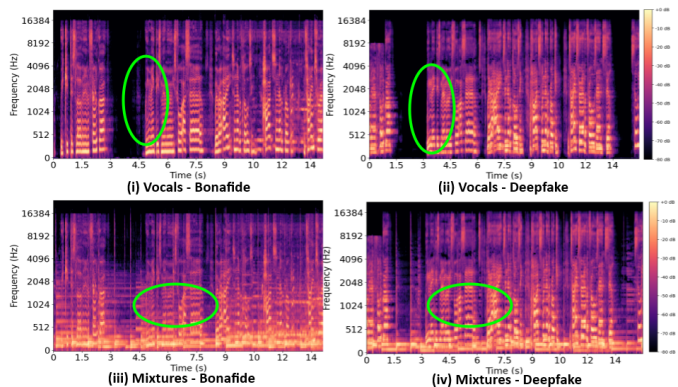 16384
8192
4096
2048
1024
512
0
Frequency (Hz)
0 1.5 3 4.5 6 7.5 9 10 12 14
Time (s)
(i) Vocals - Bonafide
16384
8192
4096
2048
1024
512
0
Frequency (Hz)
0 1.5 3 4.5 6 7.5 9 10 12 14
Time (s)
(ii) Vocals - Deepfake
+0 dB
-10 dB
-20 dB
-30 dB
-40 dB
-50 dB
-60 dB
-70 dB
-80 dB
16384
8192
4096
2048
1024
512
0
Frequency (Hz)
0 1.5 3 4.5 6 7.5 9 10 12 14
Time (s)
(iii) Mixtures - Bonafide
16384
8192
4096
2048
1024
512
0
Frequency (Hz)
0 1.5 3 4.5 6 7.5 9 10 12 14
Time (s)
(iv) Mixtures - Deepfake
+0 dB
-10 dB
-20 dB
-30 dB
-40 dB
-50 dB
-60 dB
-70 dB
-80 dB